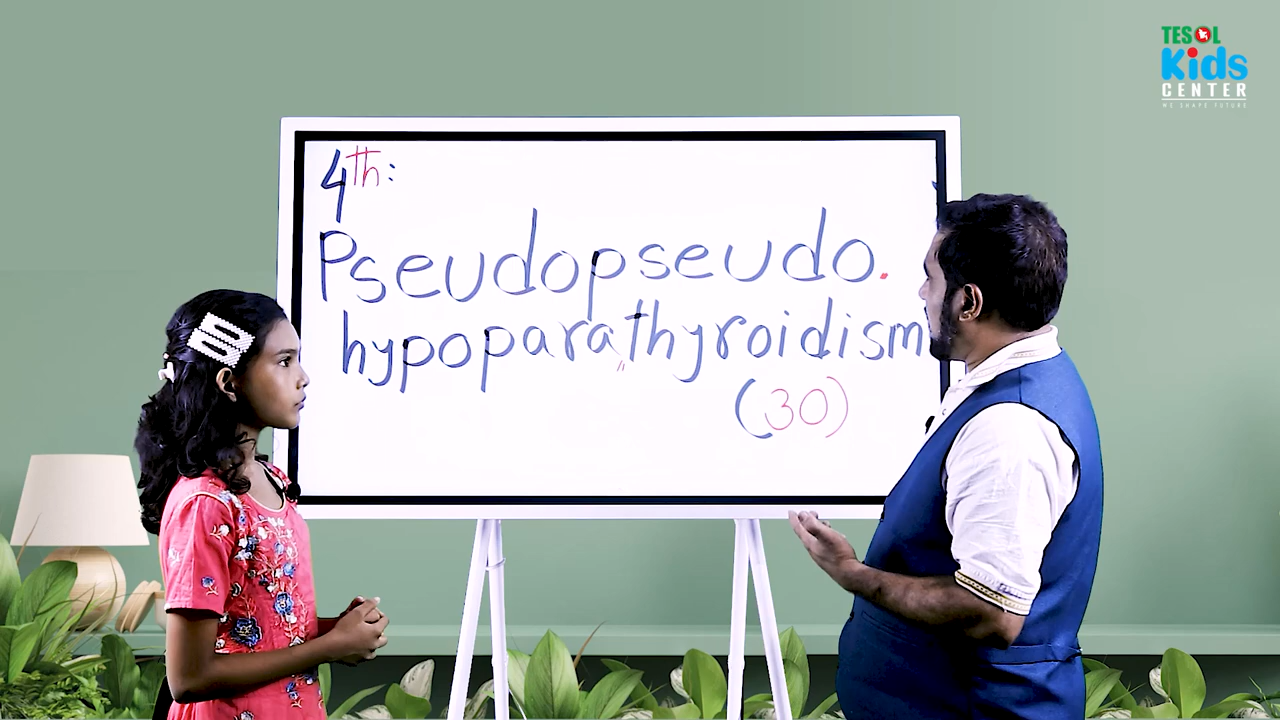 4th:
Pseudopseudo.
hypoparathyroidism
(30)
TESOL
Kids
CENTER
WE SHAPE FUTURE